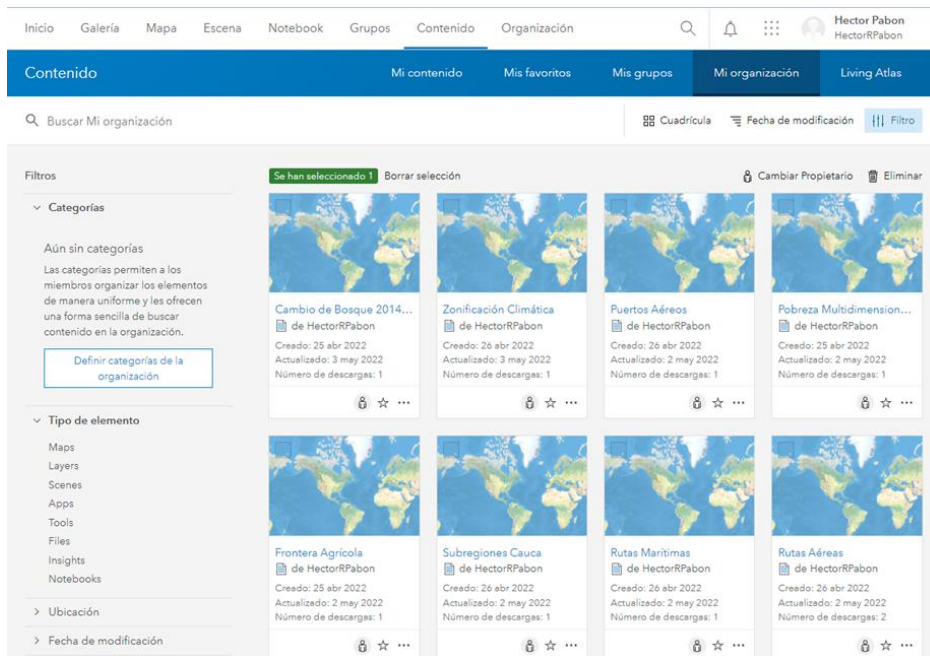 Inicio Galería Mapa Escena Notebook Grupos Contenido Organización Hector Pabon
HectorRPabon
Contenido Mi contenido Mis favoritos Mis grupos Mi organización Living Atlas
Buscar Mi organización Cuadrícula Fecha de modificación Filtro
Filtros
Categorías
Aún sin categorías
Las categorías permiten a los
miembros organizar los elementos
de manera uniforme y les ofrecen
una forma sencilla de buscar
contenido en la organización.
Definir categorías de la
organización
Tipo de elemento
Maps
Layers
Scenes
Apps
Tools
Files
Insights
Notebooks
Ubicación
Fecha de modificación
Se han seleccionado 1 Borrar selección Cambiar Propietario Eliminar
Cambio de Bosque 2014...
de HectorRPabon
Creado: 25 abr 2022
Actualizado: 3 may 2022
Número de descargas: 1
Zonificación Climática
de HectorRPabon
Creado: 26 abr 2022
Actualizado: 3 may 2022
Número de descargas: 1
Puertos Aéreos
de HectorRPabon
Creado: 26 abr 2022
Actualizado: 2 may 2022
Número de descargas: 1
Pobreza Multidimension...
de HectorRPabon
Creado: 25 abr 2022
Actualizado: 2 may 2022
Número de descargas: 1
Frontera Agrícola
de HectorRPabon
Creado: 25 abr 2022
Actualizado: 2 may 2022
Número de descargas: 1
Subregiones Cauca
de HectorRPabon
Creado: 26 abr 2022
Actualizado: 2 may 2022
Número de descargas: 1
Rutas Marítimas
de HectorRPabon
Creado: 26 abr 2022
Actualizado: 2 may 2022
Número de descargas: 1
Rutas Aéreas
de HectorRPabon
Creado: 26 abr 2022
Actualizado: 2 may 2022
Número de descargas: 2